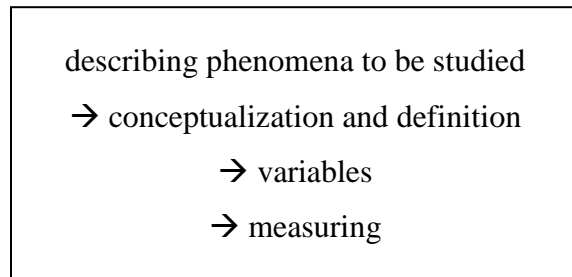 describing phenomena to be studied
→ conceptualization and definition
→ variables
→ measuring